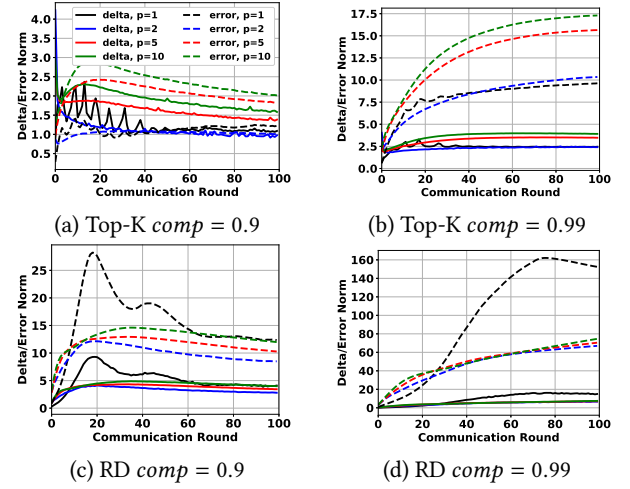 delta, p=1 error, p=1
delta, p=2 error, p=2
delta, p=5 error, p=5
delta, p=10 error, p=10
Delta/Error Norm
4.0
3.5
3.0
2.5
2.0
1.5
1.0
0.5
0 20 40 60 80 100
Communication Round
(a) Top-K comp = 0.9
Delta/Error Norm
17.5
15.0
12.5
10.0
7.5
5.0
2.5
0.0
0 20 40 60 80 100
Communication Round
(b) Top-K comp = 0.99
Delta/Error Norm
25
20
15
10
5
0
0 20 40 60 80 100
Communication Round
(c) RD comp = 0.9
Delta/Error Norm
160
140
120
100
80
60
40
20
0
0 20 40 60 80 100
Communication Round
(d) RD comp = 0.99